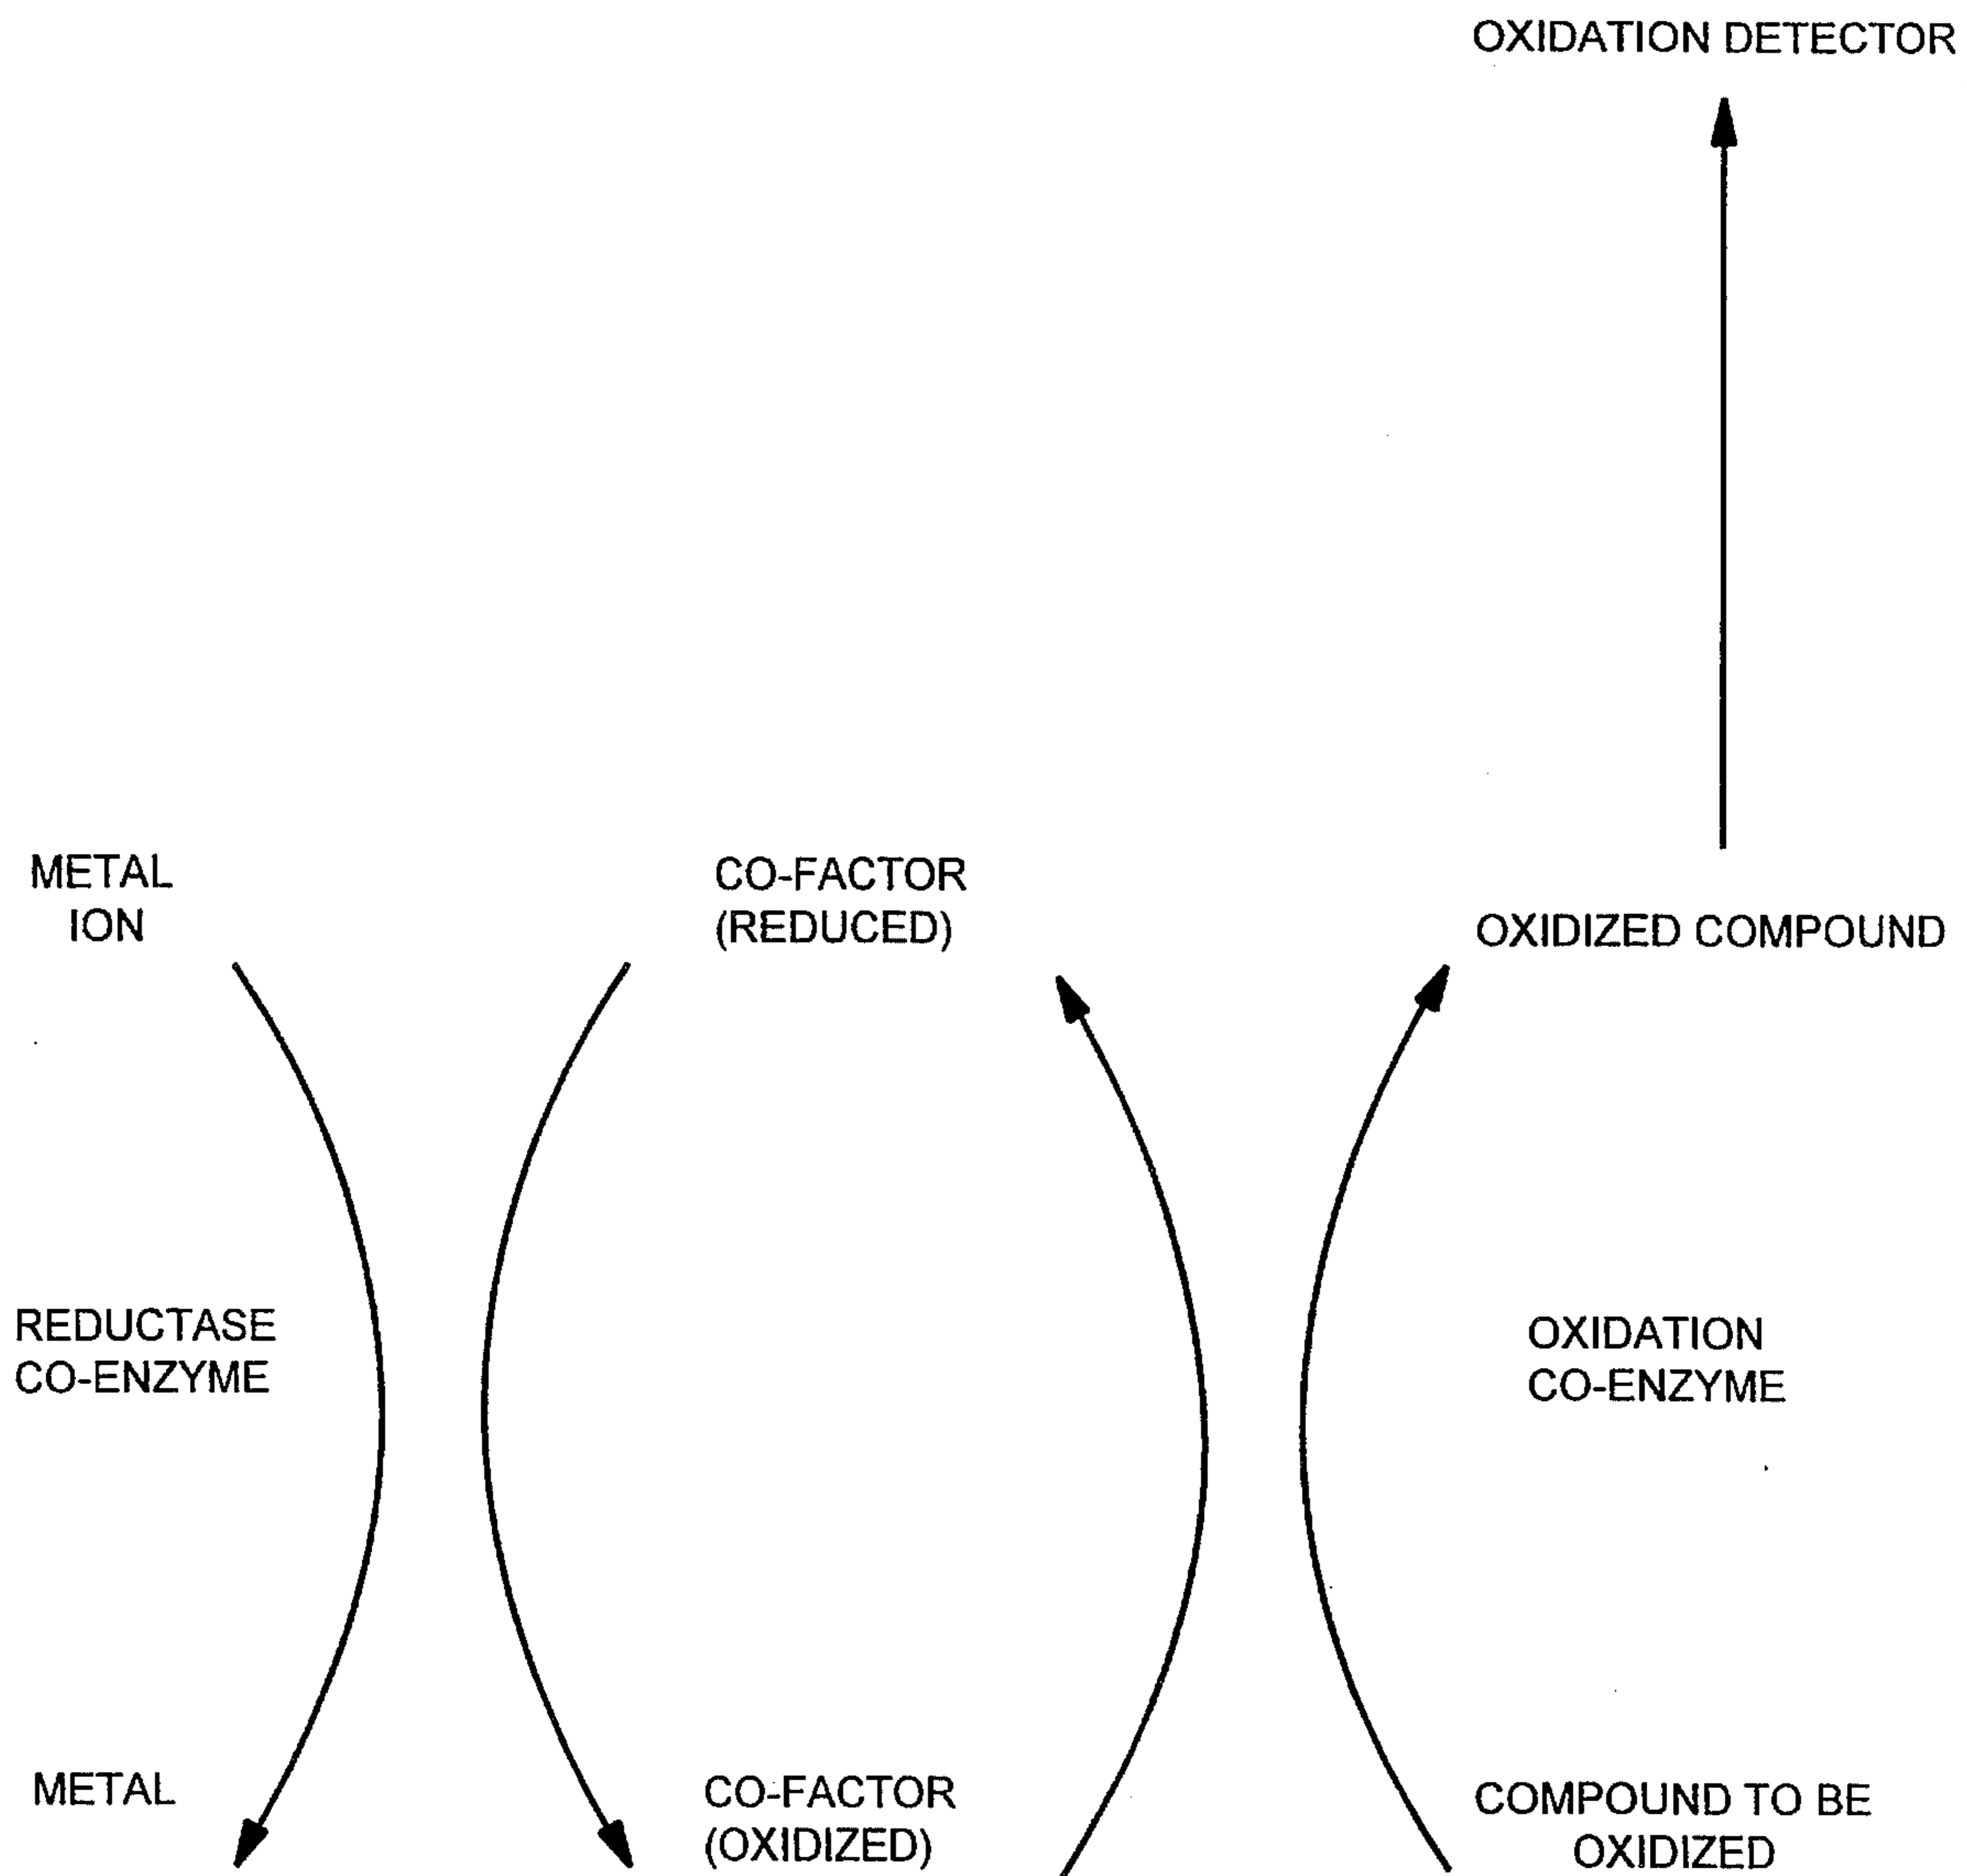 OXIDATION DETECTOR
METAL
ION
CO-FACTOR
(REDUCED)
OXIDIZED COMPOUND
REDUCTASE
CO-ENZYME
OXIDATION
CO-ENZYME
METAL
CO-FACTOR
(OXIDIZED)
COMPOUND TO BE
OXIDIZED